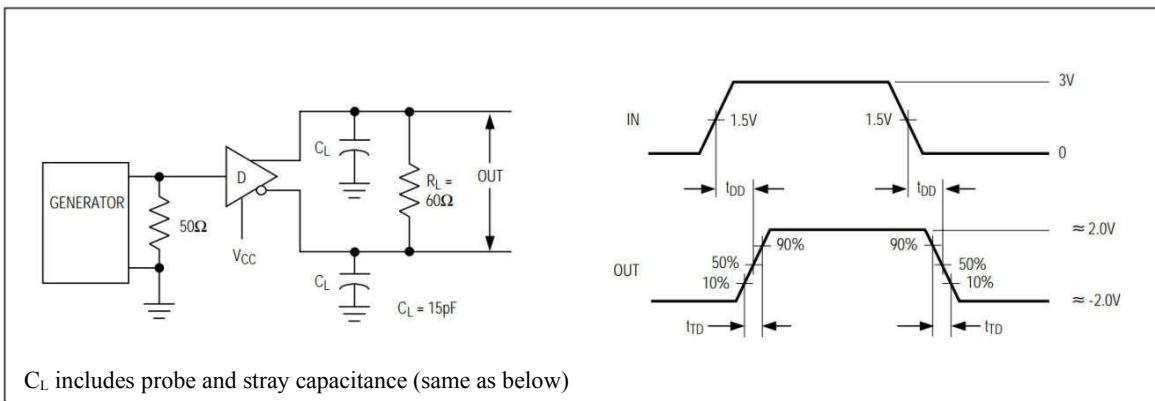 GENERATOR
50Ω
D
VCC
CL
CL
RL =
60Ω
OUT
CL = 15pF
IN
1.5V
1.5V
3V
0
tDD
tDD
OUT
90%
50%
10%
90%
50%
10%
≈ 2.0V
≈ -2.0V
tTD
tTD
CL includes probe and stray capacitance (same as below)